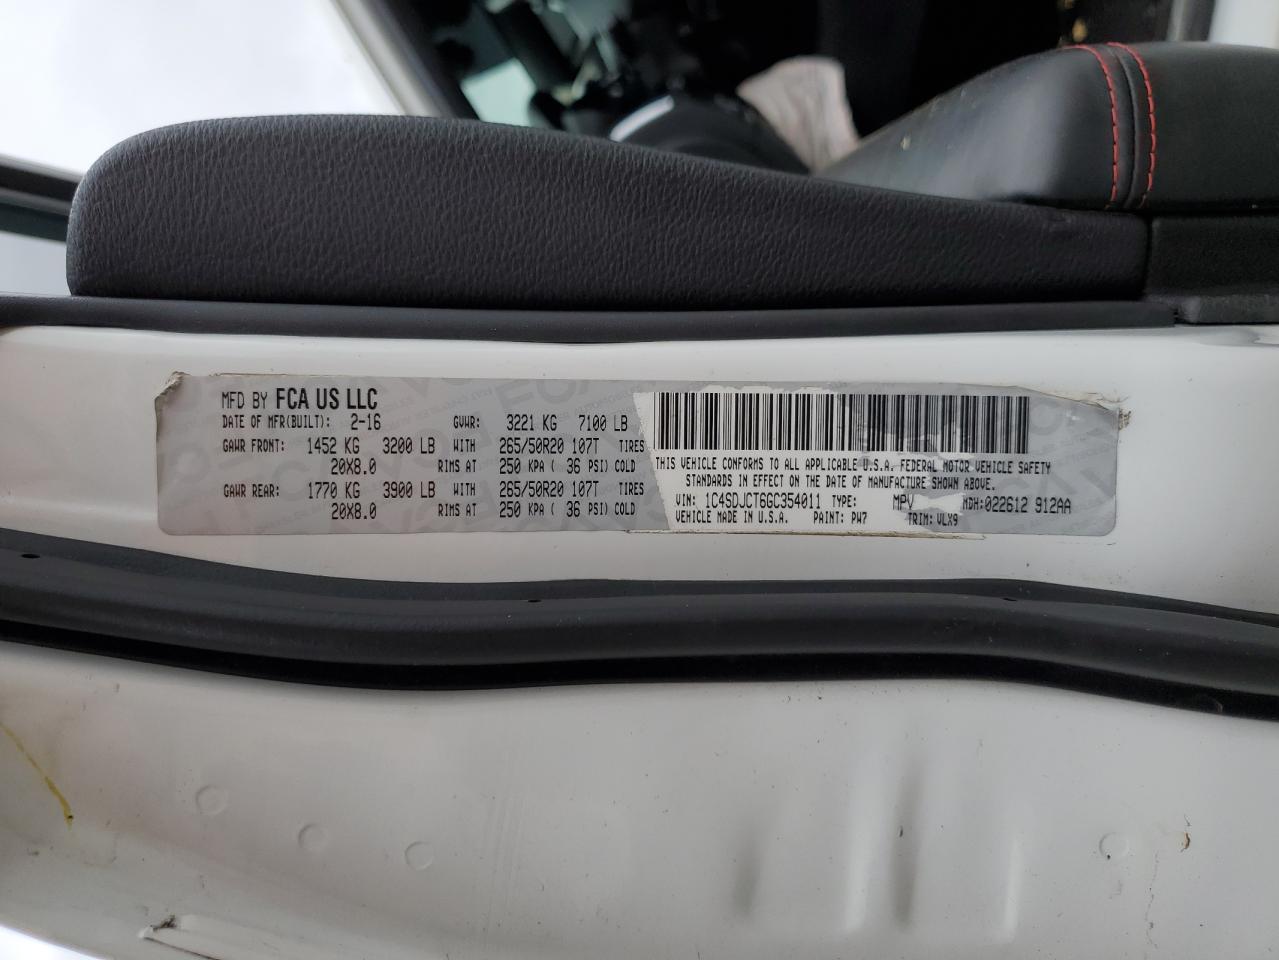 MFD BY FCA US LLC
DATE OF MFR(BUILT): 2-16 GVWR: 3221 KG 7100 LB
GAWR FRONT: 1452 KG 3200 LB WITH 265/50R20 107T TIRES
20X8.0 RIMS AT 250 KPA ( 36 PSI) COLD
GAWR REAR: 1770 KG 3900 LB WITH 265/50R20 107T TIRES
20X8.0 RIMS AT 250 KPA ( 36 PSI) COLD
THIS VEHICLE CONFORMS TO ALL APPLICABLE U.S.A. FEDERAL MOTOR VEHICLE SAFETY
STANDARDS IN EFFECT ON THE DATE OF MANUFACTURE SHOWN ABOVE.
VIN: 1C4SDJCT6GC354011 TYPE: MPV MDH:022612 912AA
VEHICLE MADE IN U.S.A. PAINT: PW7 TRIM: VLX9